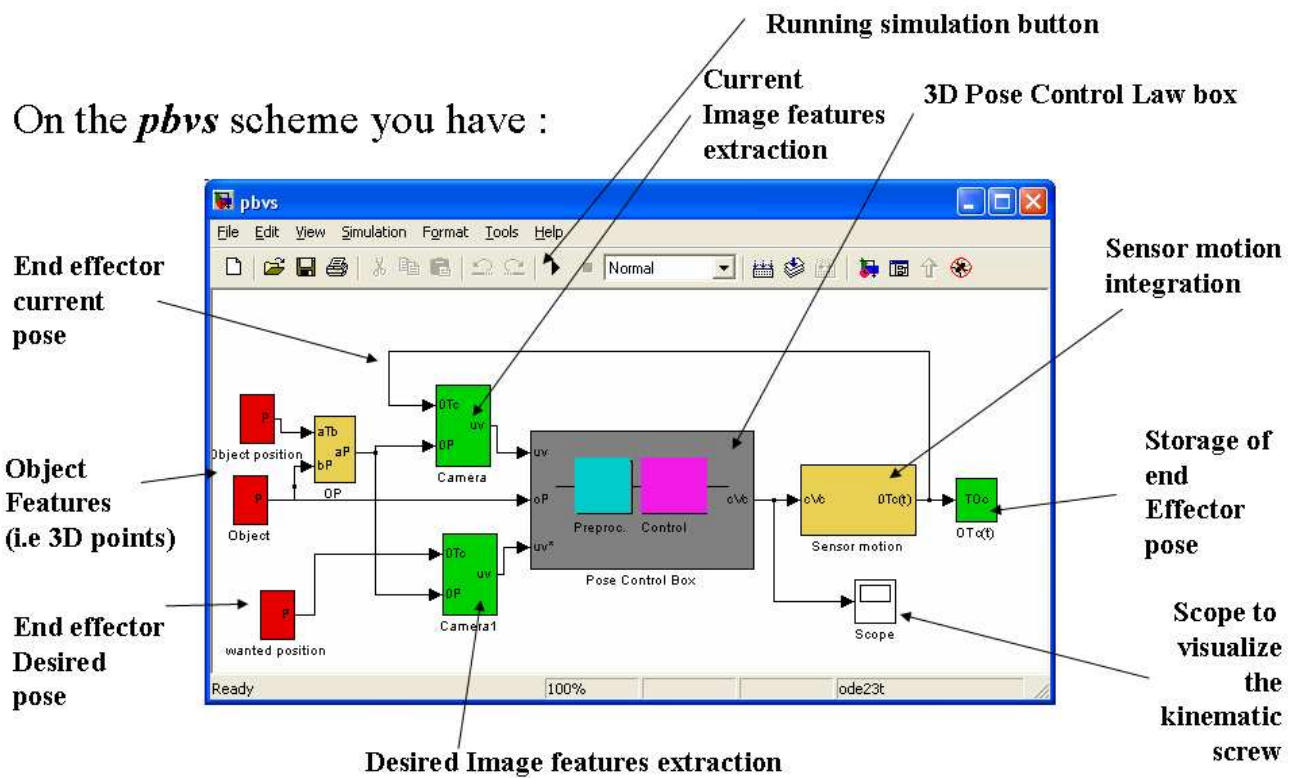 Running simulation button
Current
Image features
extraction
3D Pose Control Law box
On the pbvs scheme you have :
pbvs
File Edit View Simulation Format Tools Help
Normal
End effector
current
pose
Sensor motion
integration
Object
Features
(i.e 3D points)
P
Object position
P
Object
aTb
bP
aP
OP
0Tc
0P
uv
Camera
0Tc
0P
uv
Camera1
uv
oP
uv*
Preproc.
Control
cVc
Pose Control Box
cVc
0Tc(t)
Sensor motion
T0c
0Tc(t)
Scope
P
wanted position
Storage of
end
Effector
pose
End effector
Desired
pose
Scope to
visualize
the
kinematic
screw
Ready 100% ode23t
Desired Image features extraction